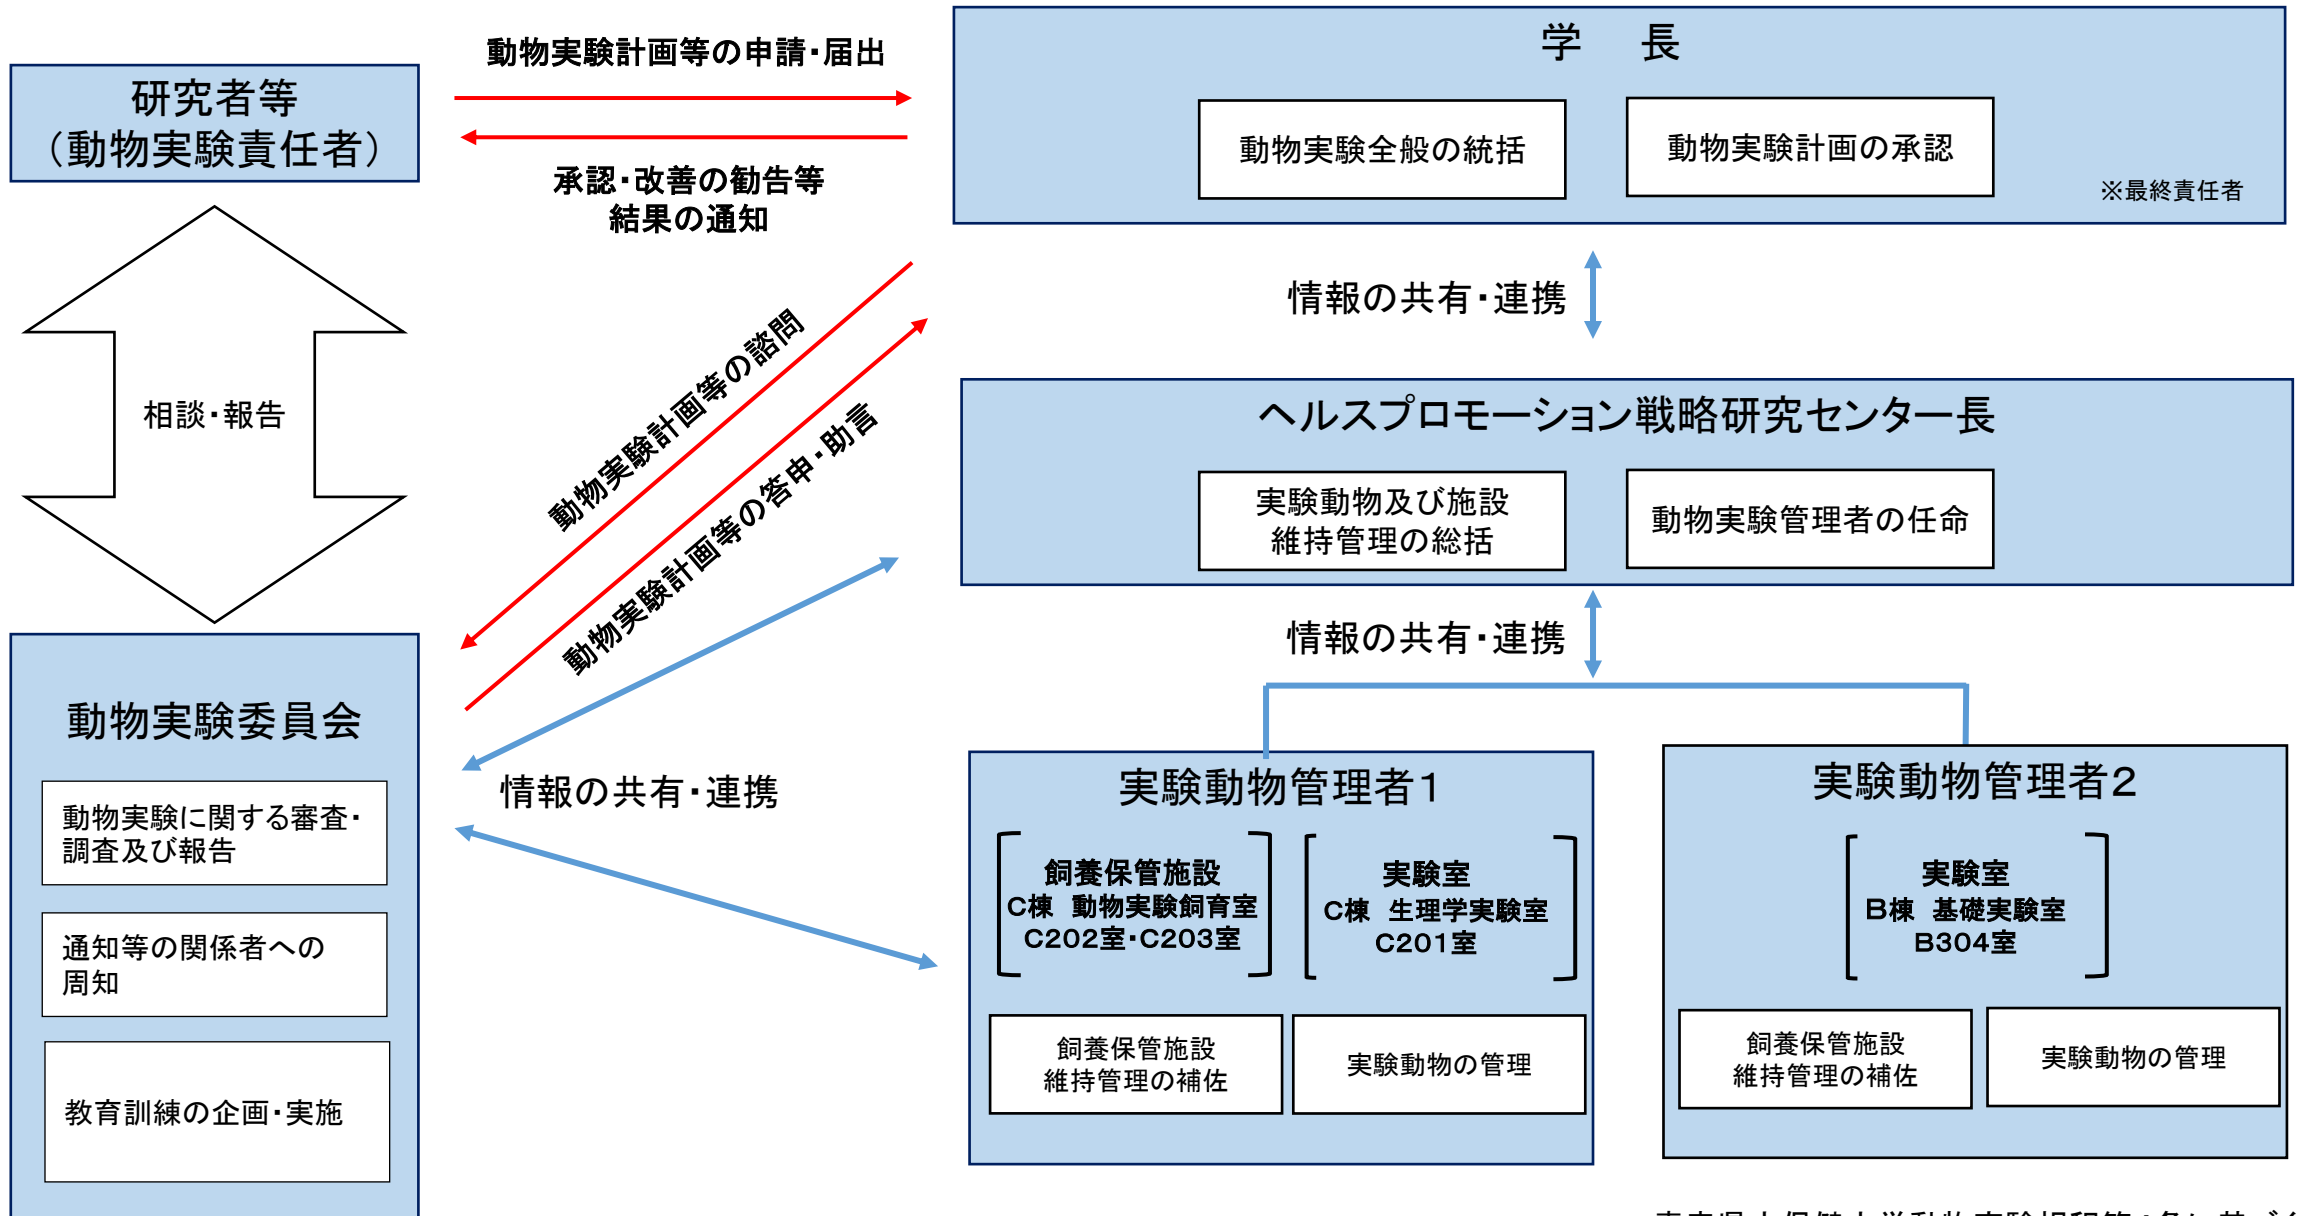 動物実験計画等の申請・届出
研究者等
（動物実験責任者）
承認・改善の勧告等
結果の通知
学　長
動物実験全般の統括
動物実験計画の承認
※最終責任者
情報の共有・連携
相談・報告
動物実験計画等の諮問
動物実験計画等の答申・助言
ヘルスプロモーション戦略研究センター長
実験動物及び施設
維持管理の総括
動物実験管理者の任命
情報の共有・連携
動物実験委員会
動物実験に関する審査・
調査及び報告
通知等の関係者への
周知
教育訓練の企画・実施
情報の共有・連携
実験動物管理者１
飼養保管施設
Ｃ棟　動物実験飼育室
Ｃ２０２室・Ｃ２０３室
実験室
Ｃ棟　生理学実験室
Ｃ２０１室
飼養保管施設
維持管理の補佐
実験動物の管理
実験動物管理者２
実験室
Ｂ棟　基礎実験室
Ｂ３０４室
飼養保管施設
維持管理の補佐
実験動物の管理